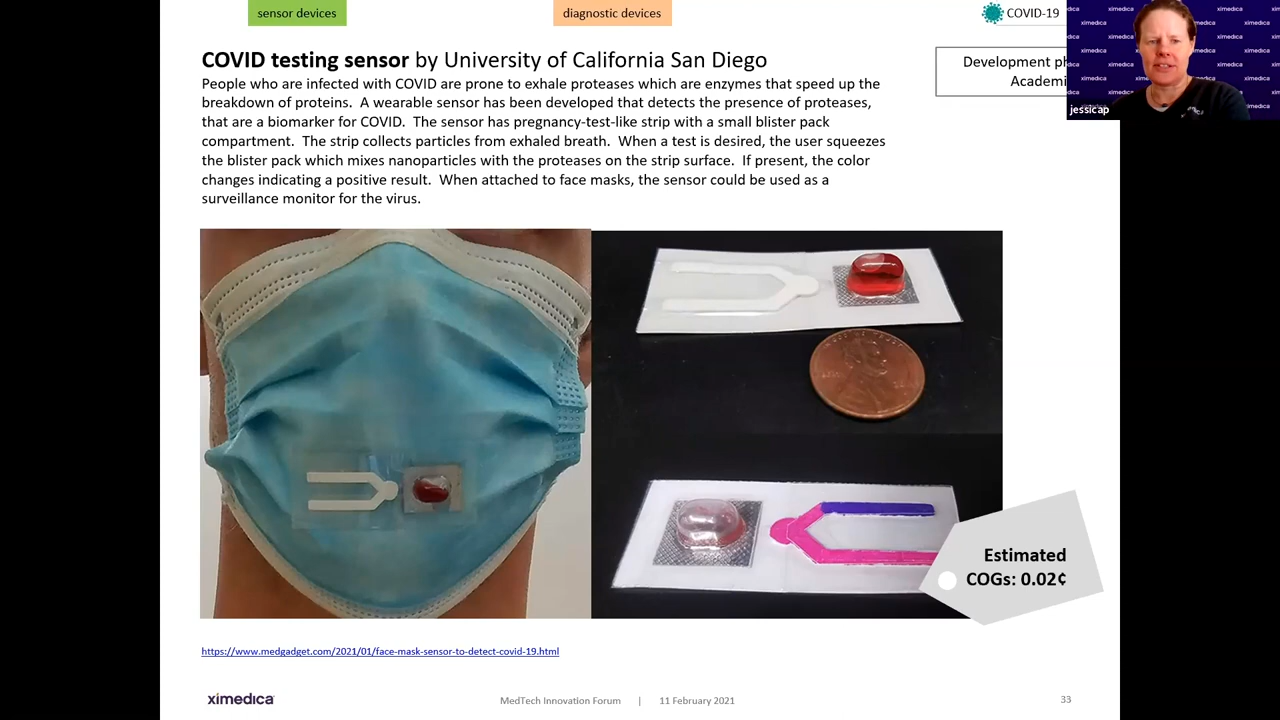 sensor devices
diagnostic devices
COVID-19
ximedica
jessicap
COVID testing sensor by University of California San Diego
Development ph
Academi
People who are infected with COVID are prone to exhale proteases which are enzymes that speed up the
breakdown of proteins. A wearable sensor has been developed that detects the presence of proteases,
that are a biomarker for COVID. The sensor has pregnancy-test-like strip with a small blister pack
compartment. The strip collects particles from exhaled breath. When a test is desired, the user squeezes
the blister pack which mixes nanoparticles with the proteases on the strip surface. If present, the color
changes indicating a positive result. When attached to face masks, the sensor could be used as a
surveillance monitor for the virus.
Estimated
COGs: 0.02¢
https://www.medgadget.com/2021/01/face-mask-sensor-to-detect-covid-19.html
ximedica
MedTech Innovation Forum | 11 February 2021
33